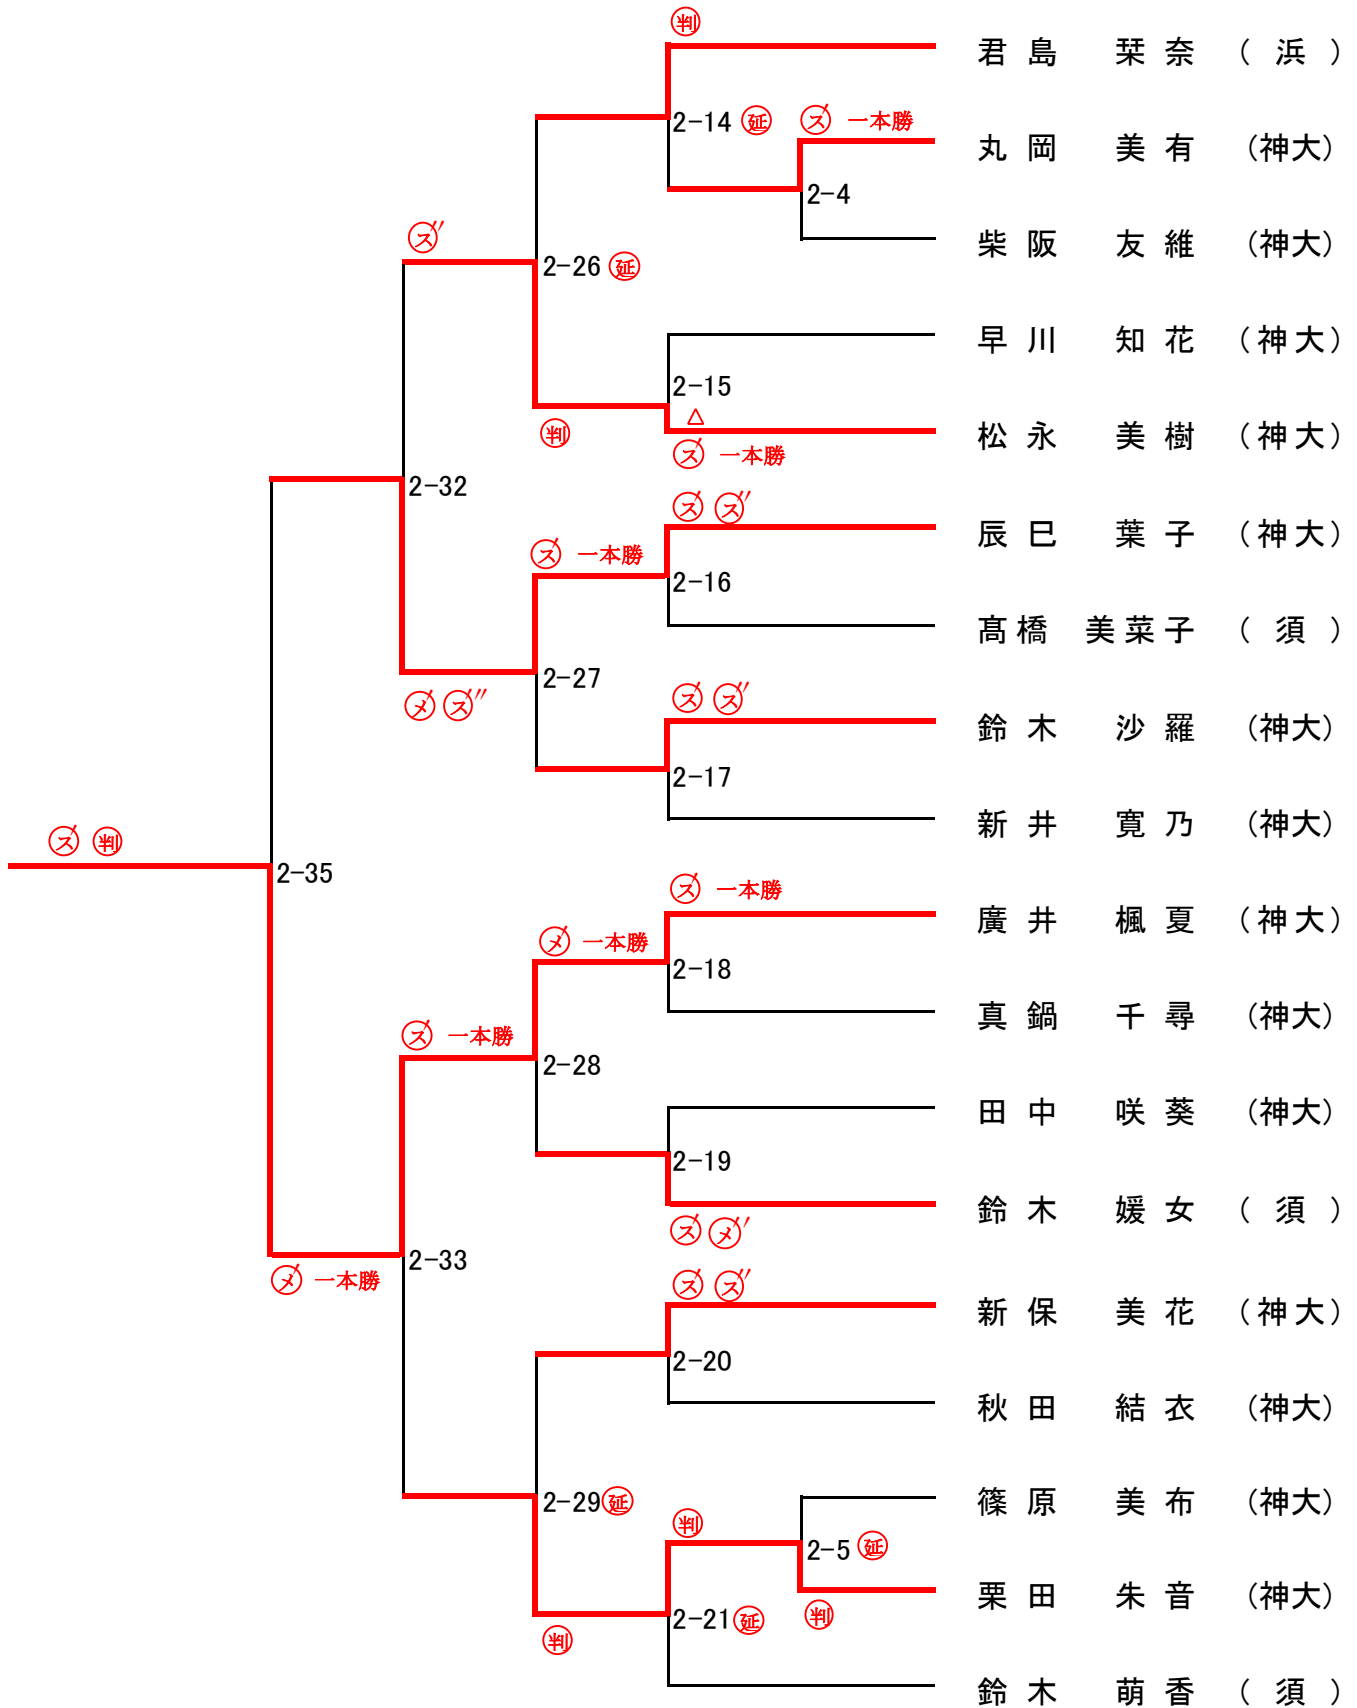 ㊫判
君島 栞奈 （ 浜 ）
2-14 延 ス 一本勝
丸岡 美有 （神大）
2-4
柴阪 友維 （神大）
ス〃
2-26 延
早川 知花 （神大）
2-15
△
松永 美樹 （神大）
判
ス 一本勝
2-32
ス ス〃
辰巳 葉子 （神大）
ス 一本勝
2-16
髙橋 美菜子 （ 須 ）
2-27
メ ス〃
ス ス〃
鈴木 沙羅 （神大）
2-17
新井 寛乃 （神大）
ス 判
2-35
ス 一本勝
廣井 楓夏 （神大）
メ 一本勝
2-18
真鍋 千尋 （神大）
ス 一本勝
2-28
田中 咲葵 （神大）
2-19
鈴木 媛女 （ 須 ）
ス メ′
2-33
メ 一本勝
ス ス〃
新保 美花 （神大）
2-20
秋田 結衣 （神大）
2-29 延
篠原 美布 （神大）
判
2-5 延
栗田 朱音 （神大）
判
2-21 延
判
鈴木 萌香 （ 須 ）